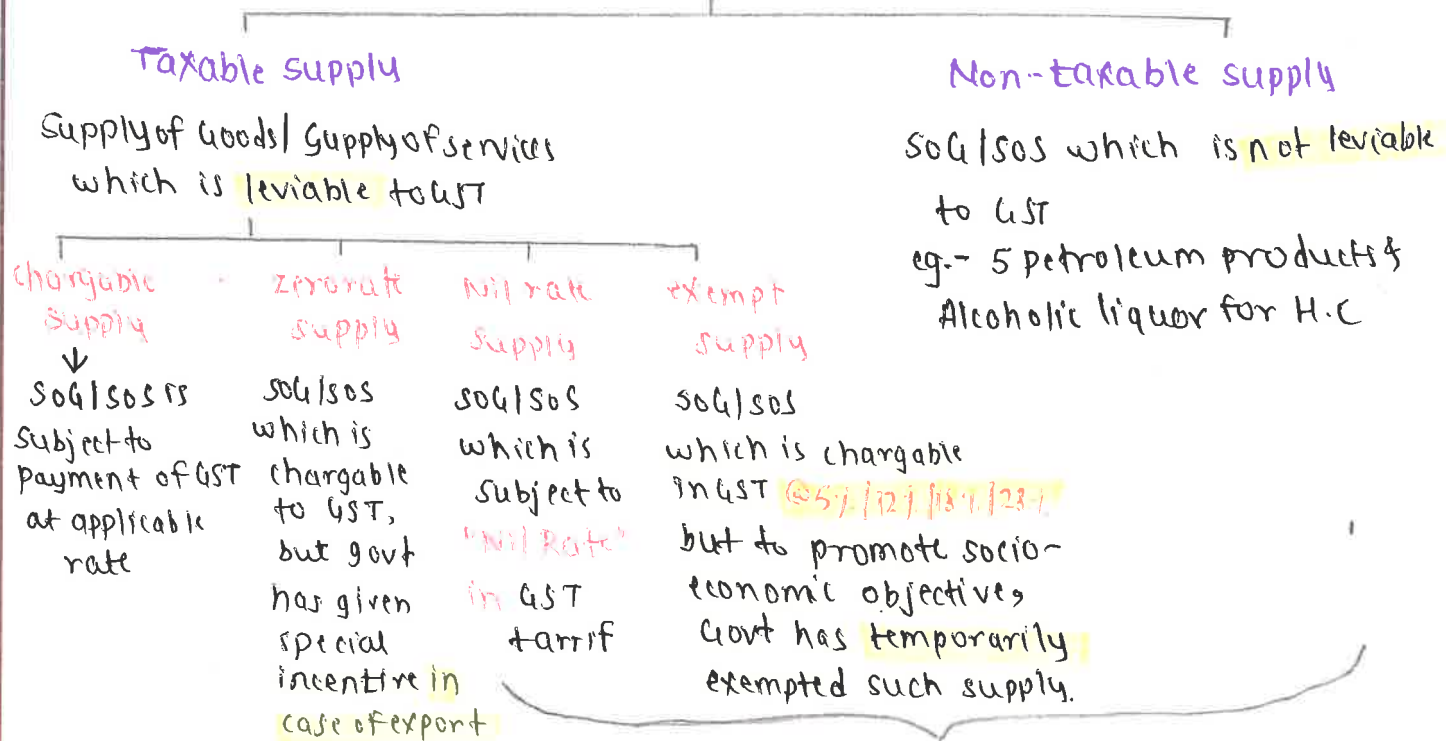 Taxable supply
Supply of Goods/ Supply of services
which is leviable to GST
chargable
supply
SOG/SOS is
subject to
payment of GST
at applicable
rate
zero rate
supply
SOG/SOS
which is
chargable
to GST,
but govt
has given
special
incentive in
case of export
Nil rate
supply
SOG/SOS
which is
subject to
"Nil Rate"
in GST
tarrif
exempt
supply
SOG/SOS
which is chargable
in GST @5%/12%/18%/28%
but to promote socio-
economic objective,
Govt has temporarily
exempted such supply.
Non-taxable supply
SOG/SOS which is not leviable
to GST
eg.- 5 petroleum products &
Alcoholic liquor for H.C